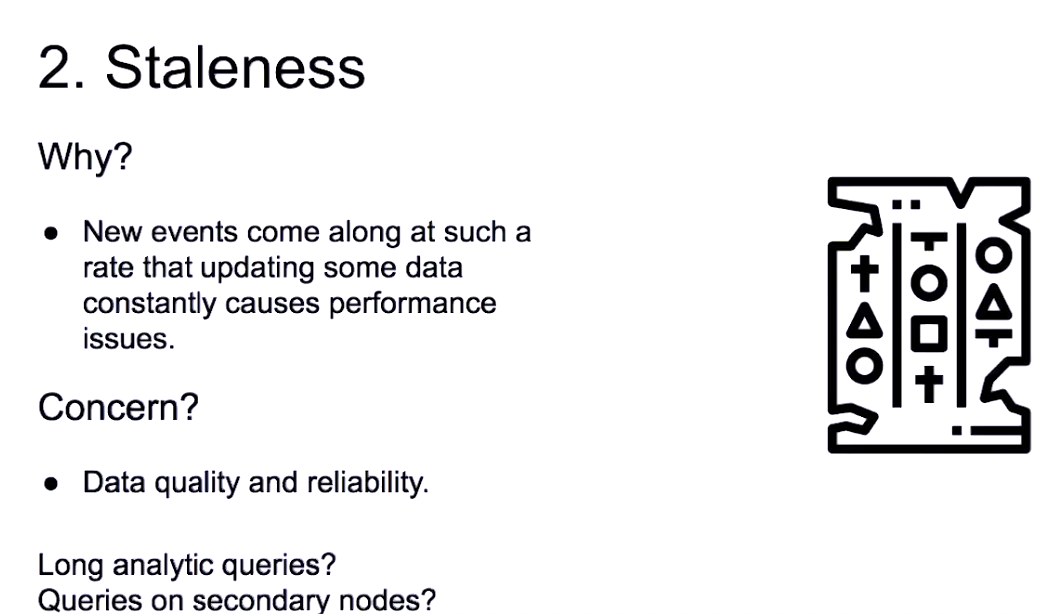 2. Staleness
Why?
● New events come along at such a
rate that updating some data
constantly causes performance
issues.
Concern?
● Data quality and reliability.
Long analytic queries?
Queries on secondary nodes?